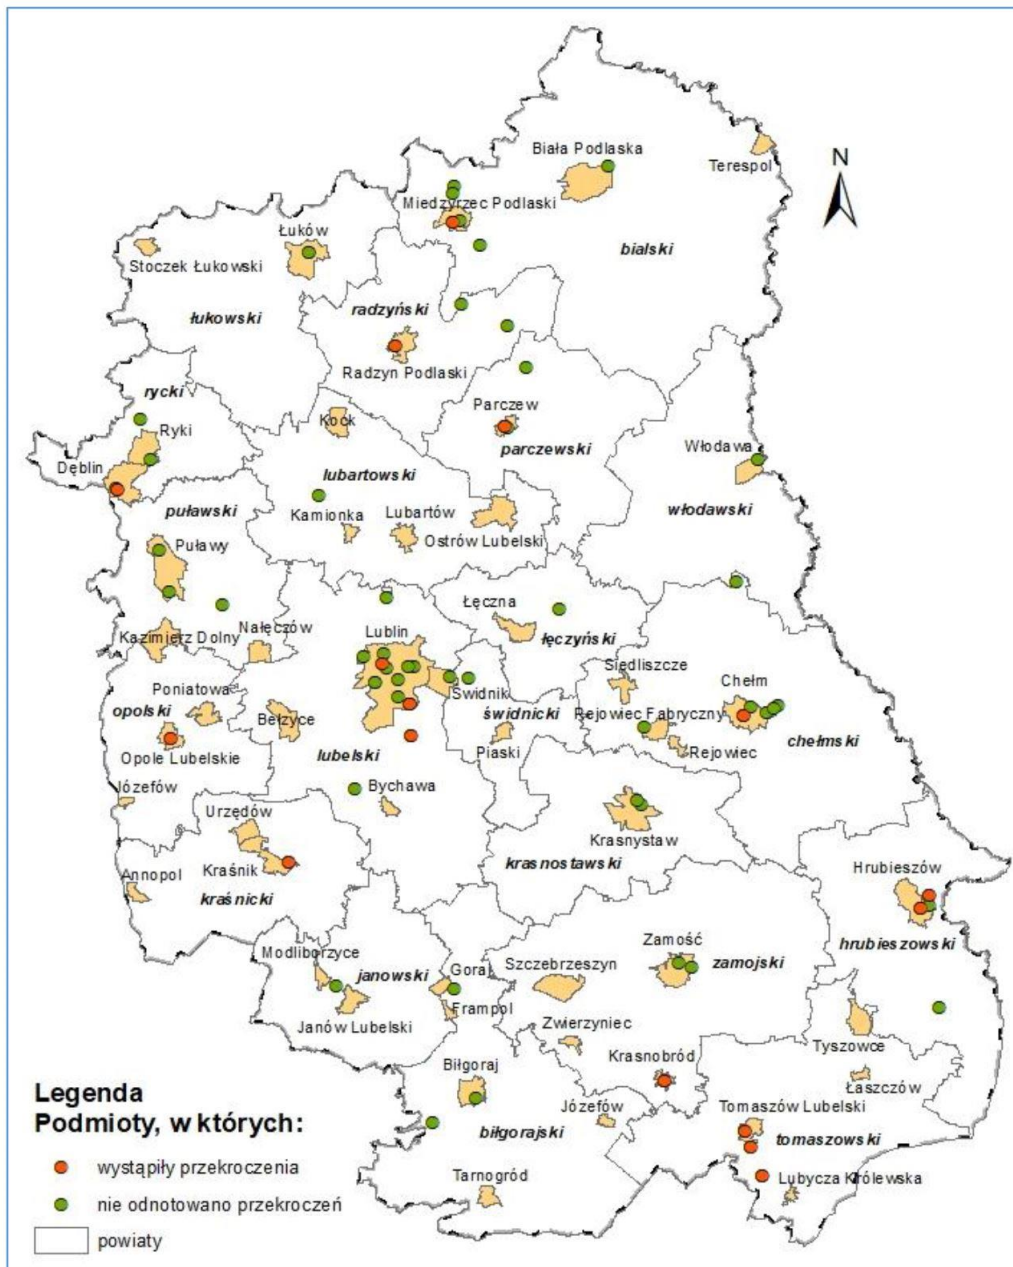 N
Biała Podlaska
Terespol
Miedzyrzec Podlaski
Łuków
Stoczek Łukowski
bialski
radzyński
łukowski
Radzyn Podlaski
rycki
Parczew
Kock
Ryki
parczewski
Włodawa
Dęblin
lubartowski
puławski
Kamionka
Lubartów
włodawski
Ostrów Lubelski
Puławy
Łęczna
Kazimierz Dolny
Nałęczów
Lublin
łęczyński
Siedliszcze
Chełm
Poniatowa
Świdnik
opolski
świdnicki
Rejowiec Fabryczny
Bełżyce
chełmski
Opole Lubelskie
lubelski
Piaski
Rejowiec
Józefów
Bychawa
Urzędów
Krasnystaw
Kraśnik
krasnostawski
Hrubieszów
Annopol
kraśnicki
Zamość
hrubieszowski
Modliborzyce
janowski
Goraj
Szczebrzeszyn
zamojski
Frampol
Janów Lubelski
Zwierzyniec
Tyszowce
Krasnobród
Biłgoraj
Łaszczów
Józefów
Tomaszów Lubelski
biłgorajski
tomaszowski
Tarnogród
Lubycza Królewska
Legenda
Podmioty, w których:
wystąpiły przekroczenia
nie odnotowano przekroczeń
powiaty